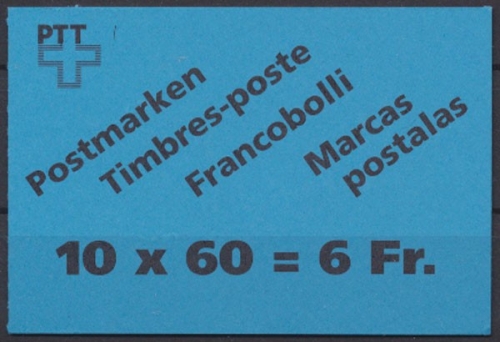 PTT
Postmarken
Timbres-poste
Francobolli
Marcas
postalas
10 x 60 = 6 Fr.